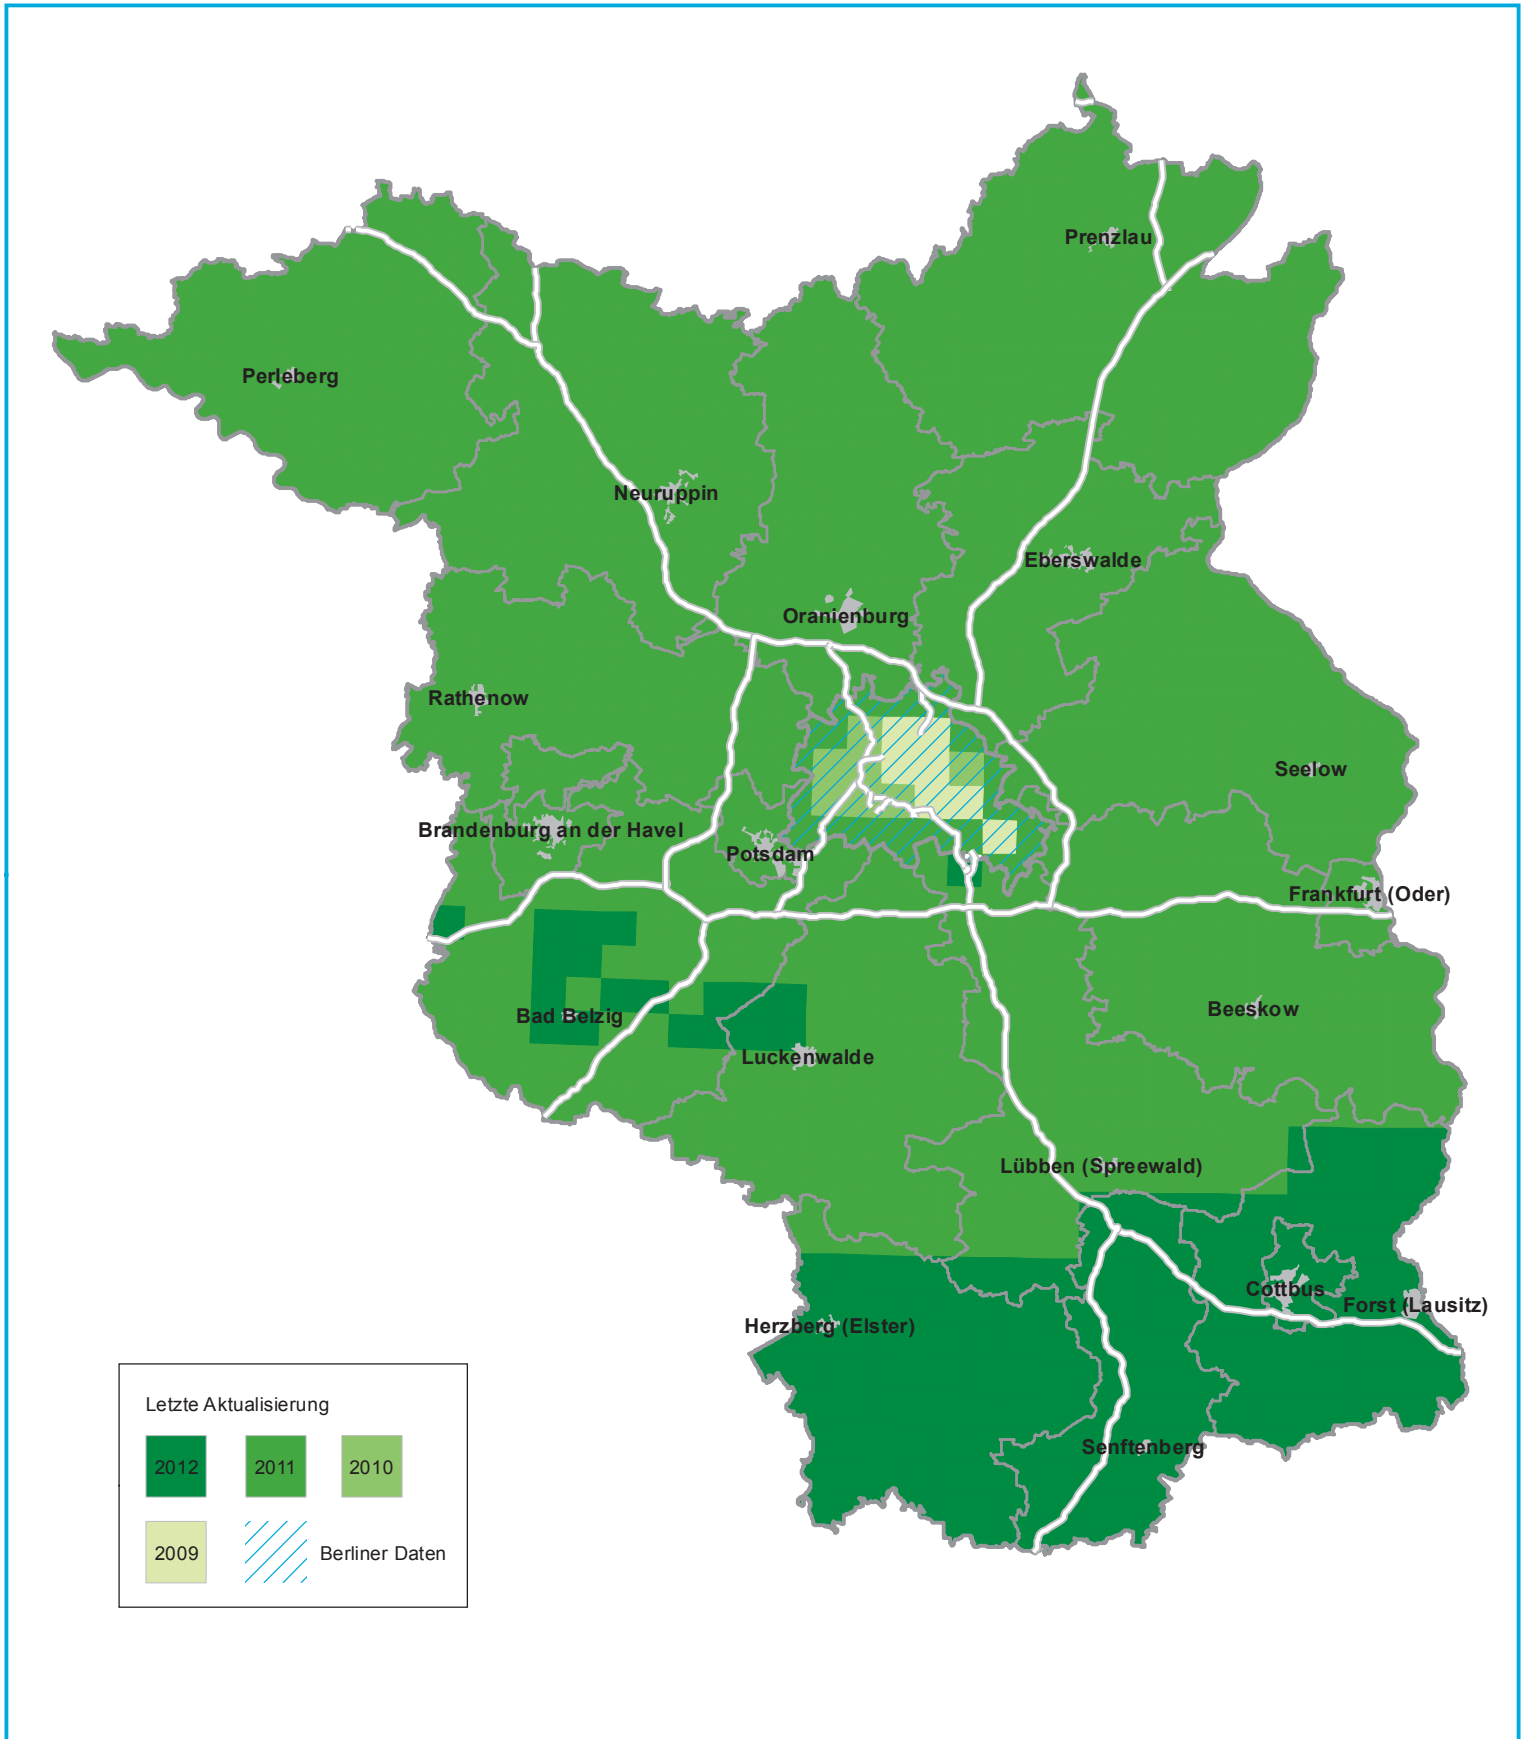 Prenzlau
Perleberg
Neuruppin
Eberswalde
Oranienburg
Rathenow
Seelow
Brandenburg an der Havel
Potsdam
Frankfurt (Oder)
Beeskow
Bad Belzig
Luckenwalde
Lübben (Spreewald)
Cottbus
Forst (Lausitz)
Herzberg (Elster)
Senftenberg
Letzte Aktualisierung
2012 2011 2010
2009 Berliner Daten